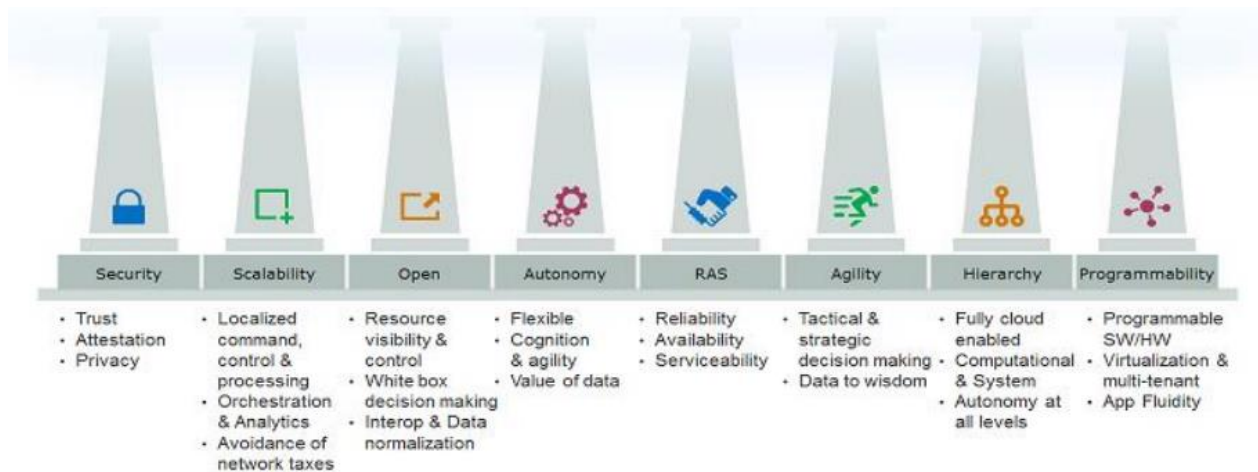 Security
Scalability
Open
Autonomy
RAS
Agility
Hierarchy
Programmability
• Trust
• Attestation
• Privacy
• Localized
command,
control &
processing
• Orchestration
& Analytics
• Avoidance of
network taxes
• Resource
visibility &
control
• White box
decision making
• Interop & Data
normalization
• Flexible
• Cognition
& agility
• Value of data
• Reliability
• Availability
• Serviceability
• Tactical &
strategic
decision making
• Data to wisdom
• Fully cloud
enabled
• Computational
& System
• Autonomy at
all levels
• Programmable
SW/HW
• Virtualization &
multi-tenant
• App Fluidity